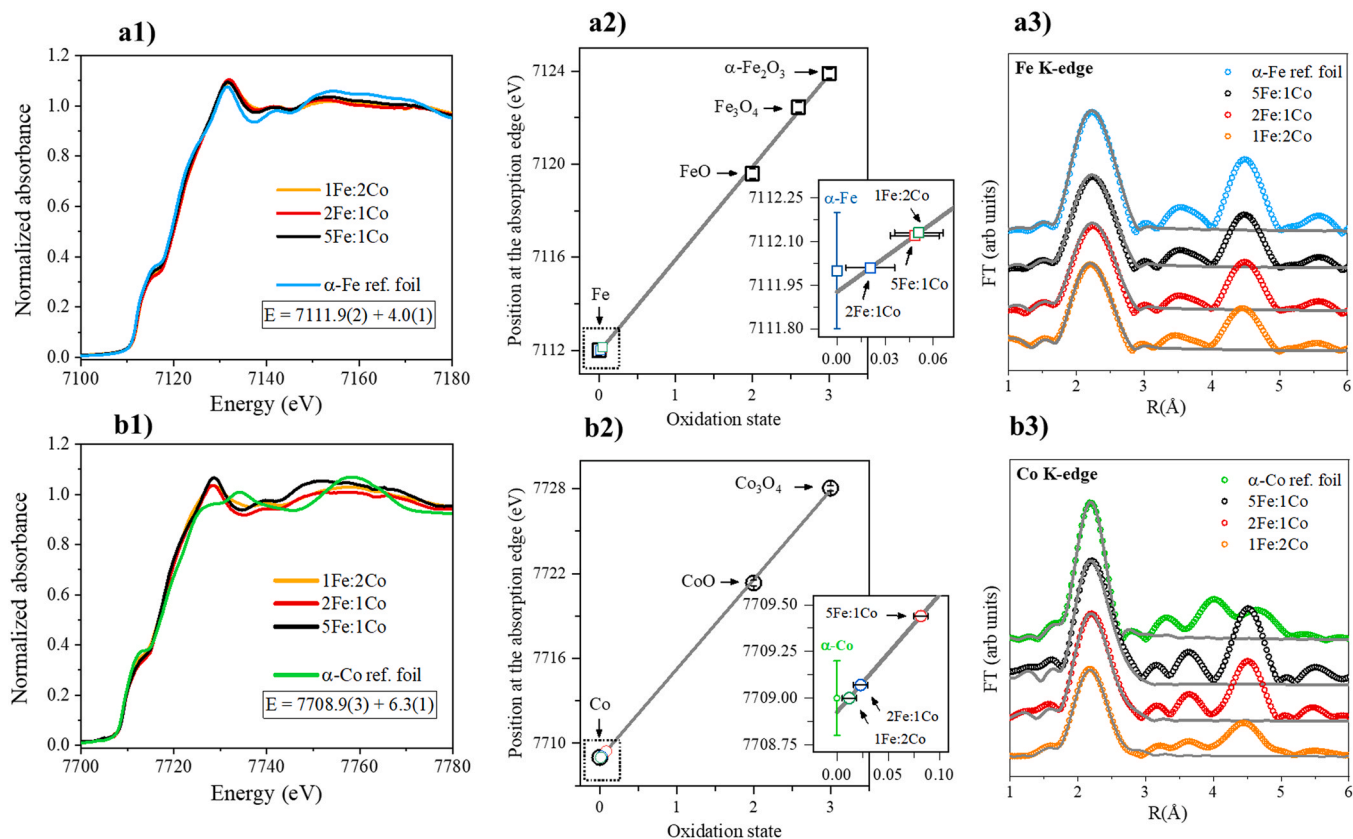 a1)
Normalized absorbance
1.2
1.0
0.8
0.6
0.4
0.2
0.0
1Fe:2Co
2Fe:1Co
5Fe:1Co
α-Fe ref. foil
E = 7111.9(2) + 4.0(1)
7100
7120
7140
7160
7180
Energy (eV)
a2)
Position at the absorption edge (eV)
7124
7120
7116
7112
α-Fe₂O₃
Fe₃O₄
FeO
Fe
0
1
2
3
Oxidation state
7112.25
7112.10
7111.95
7111.80
α-Fe
1Fe:2Co
5Fe:1Co
2Fe:1Co
0.00
0.03
0.06
a3)
Fe K-edge
α-Fe ref. foil
5Fe:1Co
2Fe:1Co
1Fe:2Co
FT (arb units)
1
2
3
4
5
6
R(Å)
b1)
Normalized absorbance
1.2
1.0
0.8
0.6
0.4
0.2
0.0
1Fe:2Co
2Fe:1Co
5Fe:1Co
α-Co ref. foil
E = 7708.9(3) + 6.3(1)
7700
7720
7740
7760
7780
Energy (eV)
b2)
Position at the absorption edge (eV)
7728
7722
7716
7710
Co₃O₄
CoO
Co
0
1
2
3
Oxidation state
7709.50
7709.25
7709.00
7708.75
5Fe:1Co
α-Co
2Fe:1Co
1Fe:2Co
0.00
0.05
0.10
b3)
Co K-edge
α-Co ref. foil
5Fe:1Co
2Fe:1Co
1Fe:2Co
FT (arb units)
1
2
3
4
5
6
R(Å)